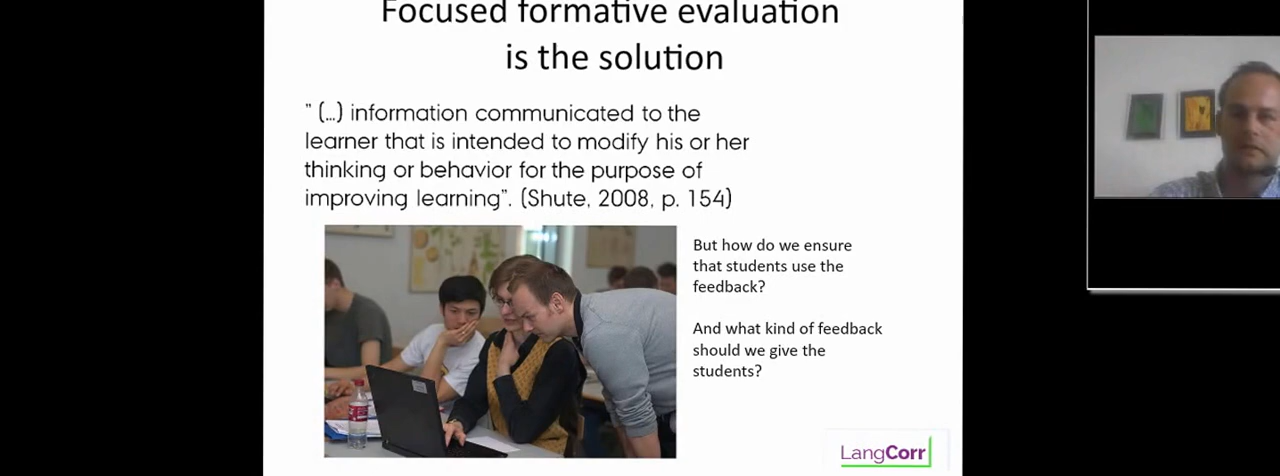 Focused formative evaluation
is the solution
" (...) information communicated to the
learner that is intended to modify his or her
thinking or behavior for the purpose of
improving learning". (Shute, 2008, p. 154)
But how do we ensure
that students use the
feedback?
And what kind of feedback
should we give the
students?
LangCorr